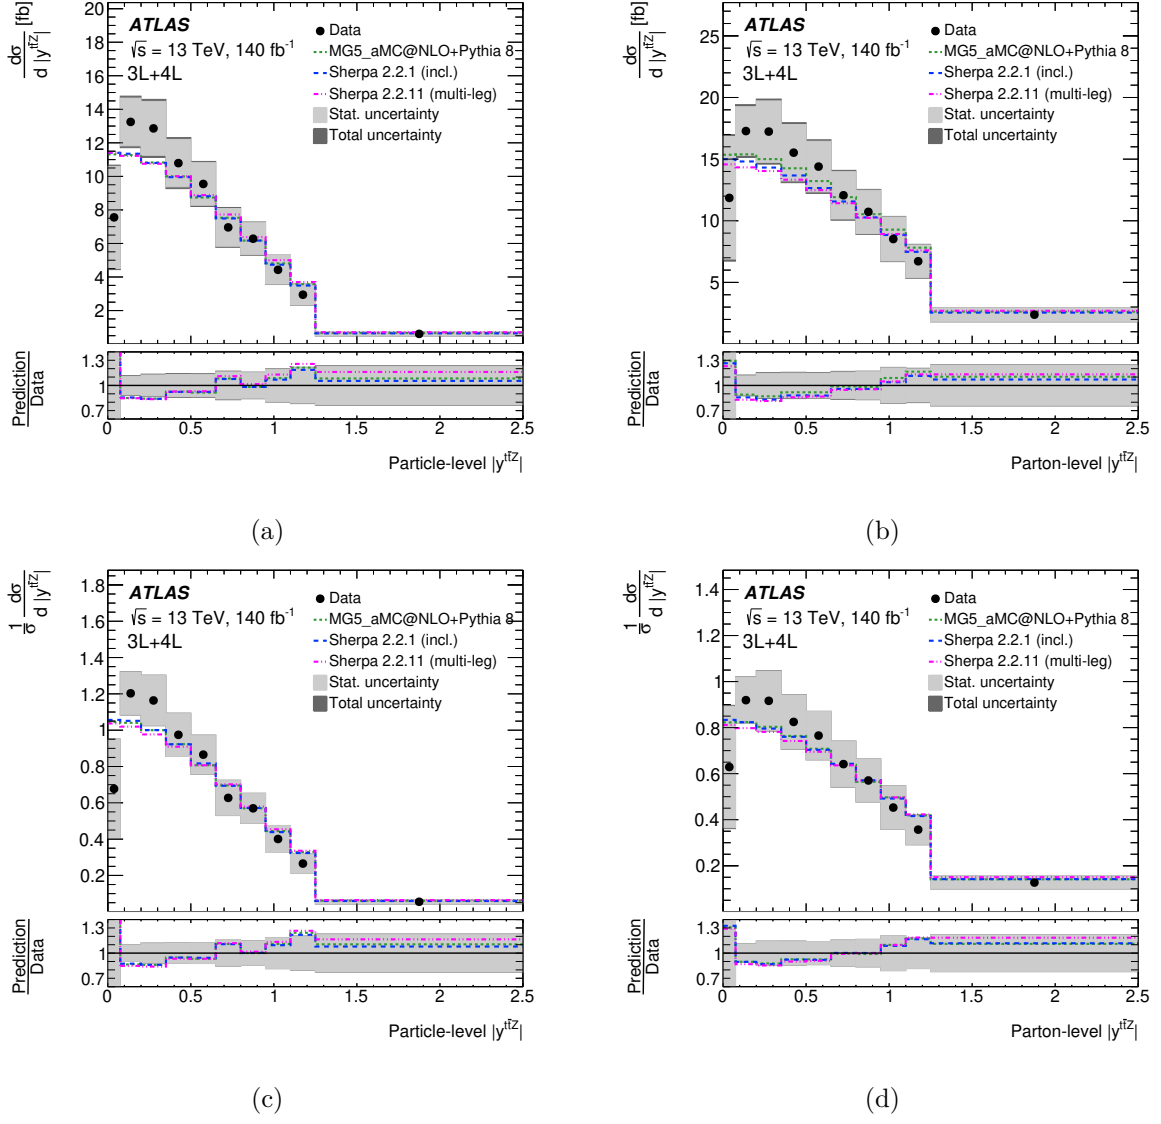 dσ / d |y^{tt̄Z}| [fb]
ATLAS
√s = 13 TeV, 140 fb⁻¹
3L+4L
Data
MG5_aMC@NLO+Pythia 8
Sherpa 2.2.1 (incl.)
Sherpa 2.2.11 (multi-leg)
Stat. uncertainty
Total uncertainty
20
18
16
14
12
10
8
6
4
2
Prediction / Data
1.3
1
0.7
0 0.5 1 1.5 2 2.5
Particle-level |y^{tt̄Z}|
(a)
dσ / d |y^{tt̄Z}| [fb]
ATLAS
√s = 13 TeV, 140 fb⁻¹
3L+4L
Data
MG5_aMC@NLO+Pythia 8
Sherpa 2.2.1 (incl.)
Sherpa 2.2.11 (multi-leg)
Stat. uncertainty
Total uncertainty
25
20
15
10
5
Prediction / Data
1.3
1
0.7
0 0.5 1 1.5 2 2.5
Parton-level |y^{tt̄Z}|
(b)
1/σ dσ / d |y^{tt̄Z}|
ATLAS
√s = 13 TeV, 140 fb⁻¹
3L+4L
Data
MG5_aMC@NLO+Pythia 8
Sherpa 2.2.1 (incl.)
Sherpa 2.2.11 (multi-leg)
Stat. uncertainty
Total uncertainty
1.8
1.6
1.4
1.2
1
0.8
0.6
0.4
0.2
Prediction / Data
1.3
1
0.7
0 0.5 1 1.5 2 2.5
Particle-level |y^{tt̄Z}|
(c)
1/σ dσ / d |y^{tt̄Z}|
ATLAS
√s = 13 TeV, 140 fb⁻¹
3L+4L
Data
MG5_aMC@NLO+Pythia 8
Sherpa 2.2.1 (incl.)
Sherpa 2.2.11 (multi-leg)
Stat. uncertainty
Total uncertainty
1.4
1.2
1
0.8
0.6
0.4
0.2
Prediction / Data
1.3
1
0.7
0 0.5 1 1.5 2 2.5
Parton-level |y^{tt̄Z}|
(d)